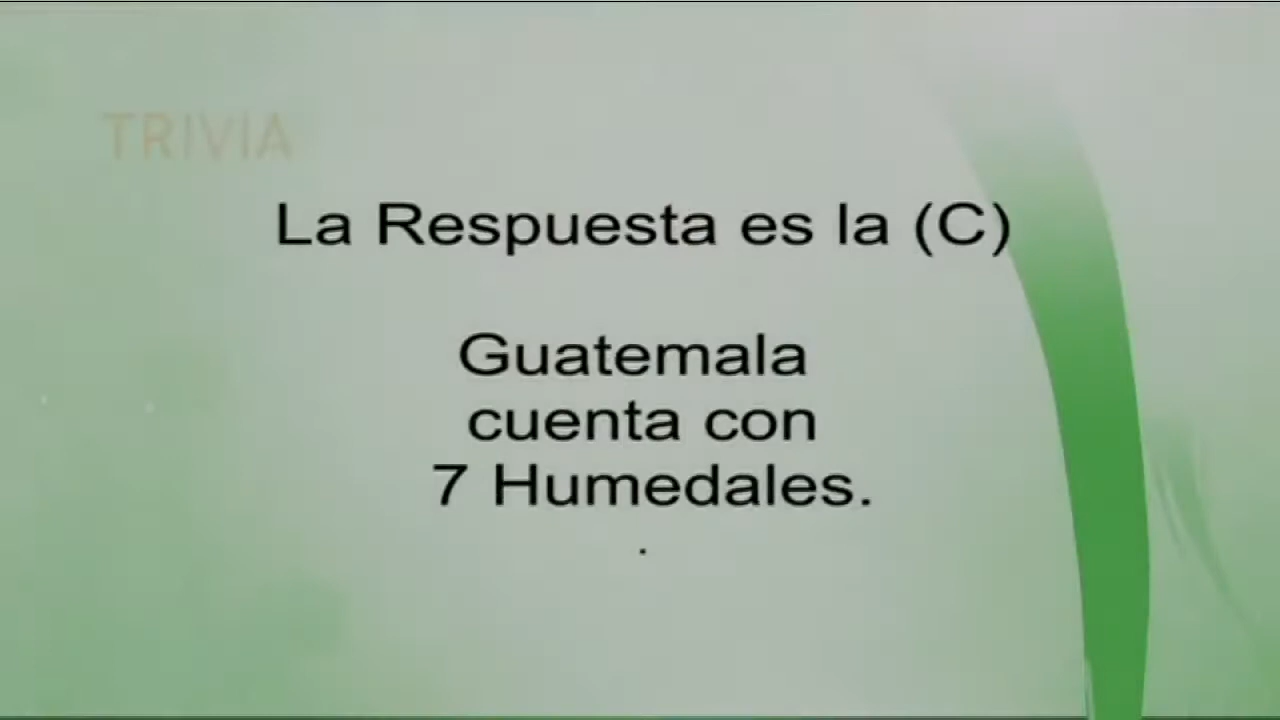 TRIVIA
La Respuesta es la (C)
Guatemala
cuenta con
7 Humedales.
.